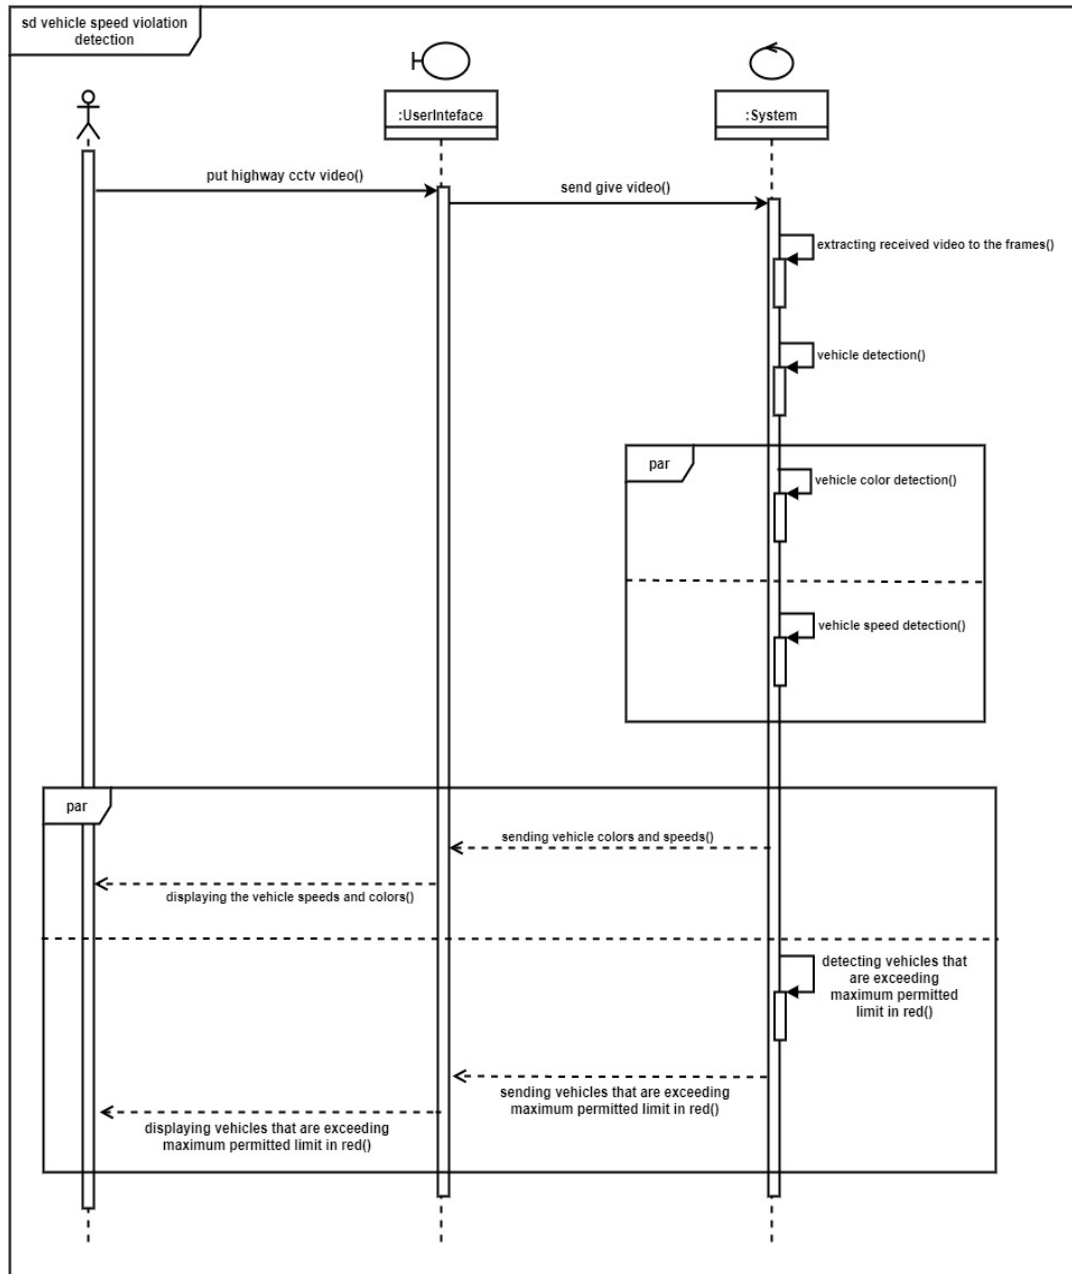 sd vehicle speed violation
detection
:UserInteface
:System
put highway cctv video()
send give video()
extracting received video to the frames()
vehicle detection()
par
vehicle color detection()
vehicle speed detection()
par
sending vehicle colors and speeds()
displaying the vehicle speeds and colors()
detecting vehicles that
are exceeding
maximum permitted
limit in red()
sending vehicles that are exceeding
maximum permitted limit in red()
displaying vehicles that are exceeding
maximum permitted limit in red()